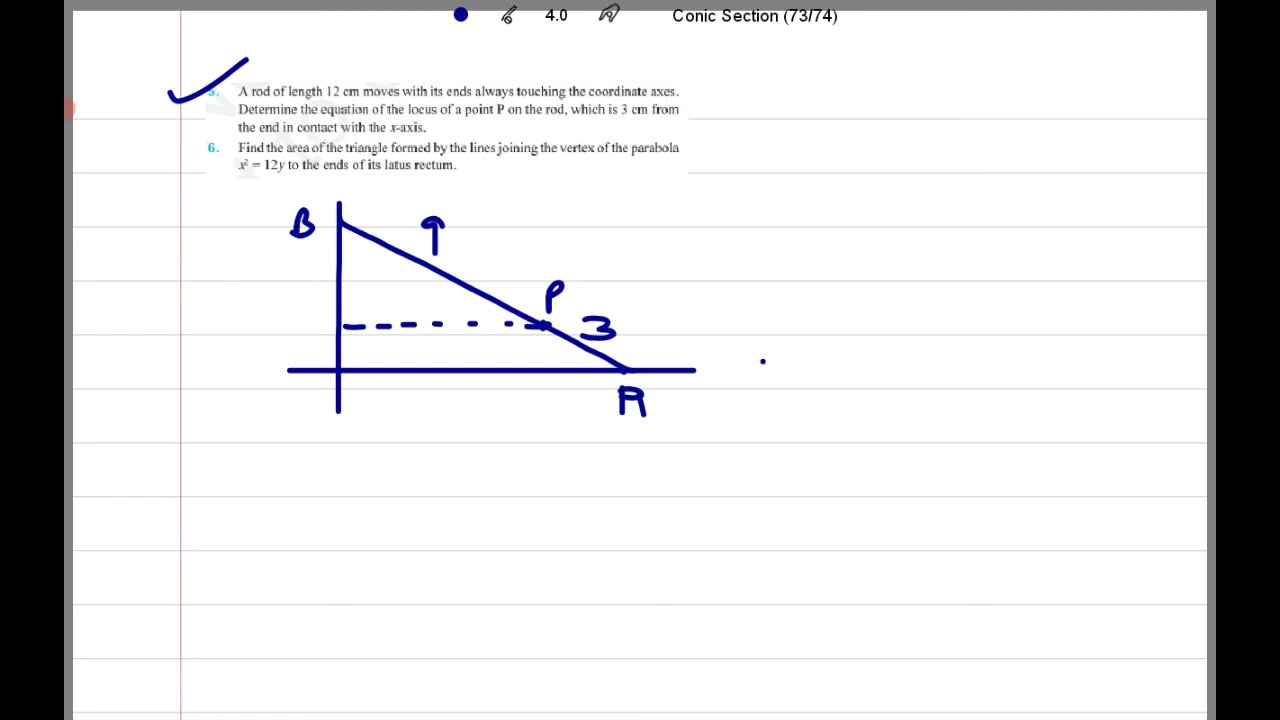 4.0 Conic Section (73/74)
5. A rod of length 12 cm moves with its ends always touching the coordinate axes.
Determine the equation of the locus of a point P on the rod, which is 3 cm from
the end in contact with the x-axis.
6. Find the area of the triangle formed by the lines joining the vertex of the parabola
x² = 12y to the ends of its latus rectum.
B
9
P
3
A